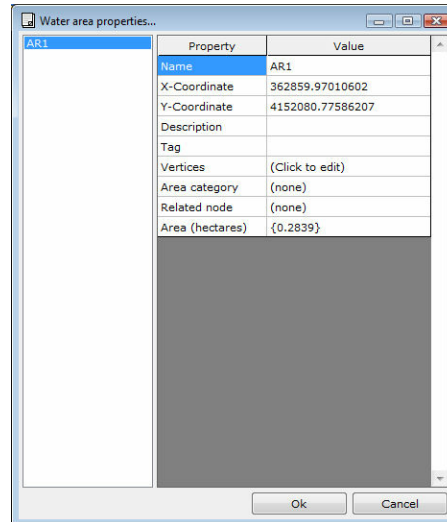 Water area properties...
AR1
Property Value
Name AR1
X-Coordinate 362859.97010602
Y-Coordinate 4152080.77586207
Description
Tag
Vertices (Click to edit)
Area category (none)
Related node (none)
Area (hectares) {0.2839}
Ok Cancel